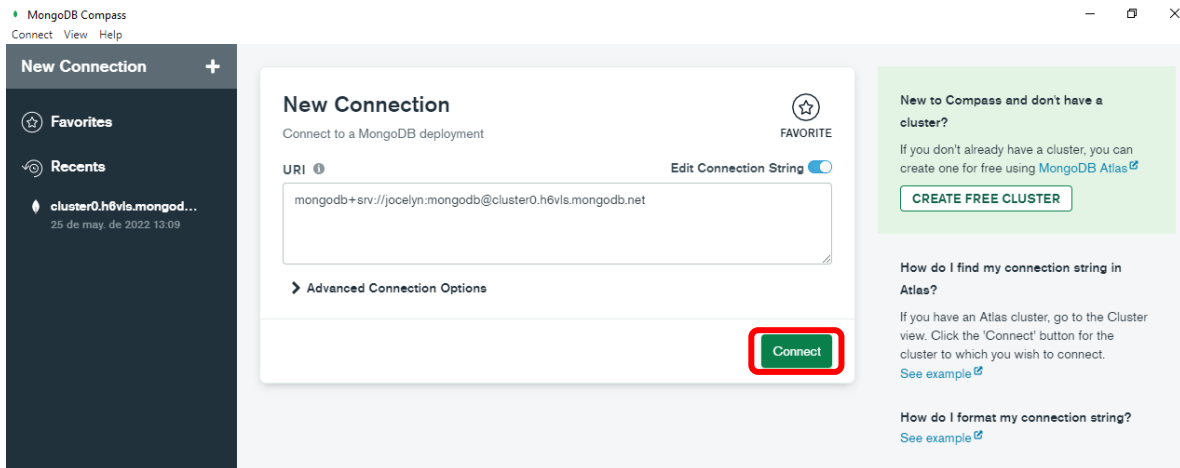 MongoDB Compass
Connect View Help
New Connection +
Favorites
Recents
cluster0.h6vls.mongod...
25 de may. de 2022 13:09
New Connection
Connect to a MongoDB deployment
FAVORITE
URI
Edit Connection String
mongodb+srv://jocelyn:mongodb@cluster0.h6vls.mongodb.net
Advanced Connection Options
Connect
New to Compass and don't have a
cluster?
If you don't already have a cluster, you can
create one for free using MongoDB Atlas
CREATE FREE CLUSTER
How do I find my connection string in
Atlas?
If you have an Atlas cluster, go to the Cluster
view. Click the 'Connect' button for the
cluster to which you wish to connect.
See example
How do I format my connection string?
See example